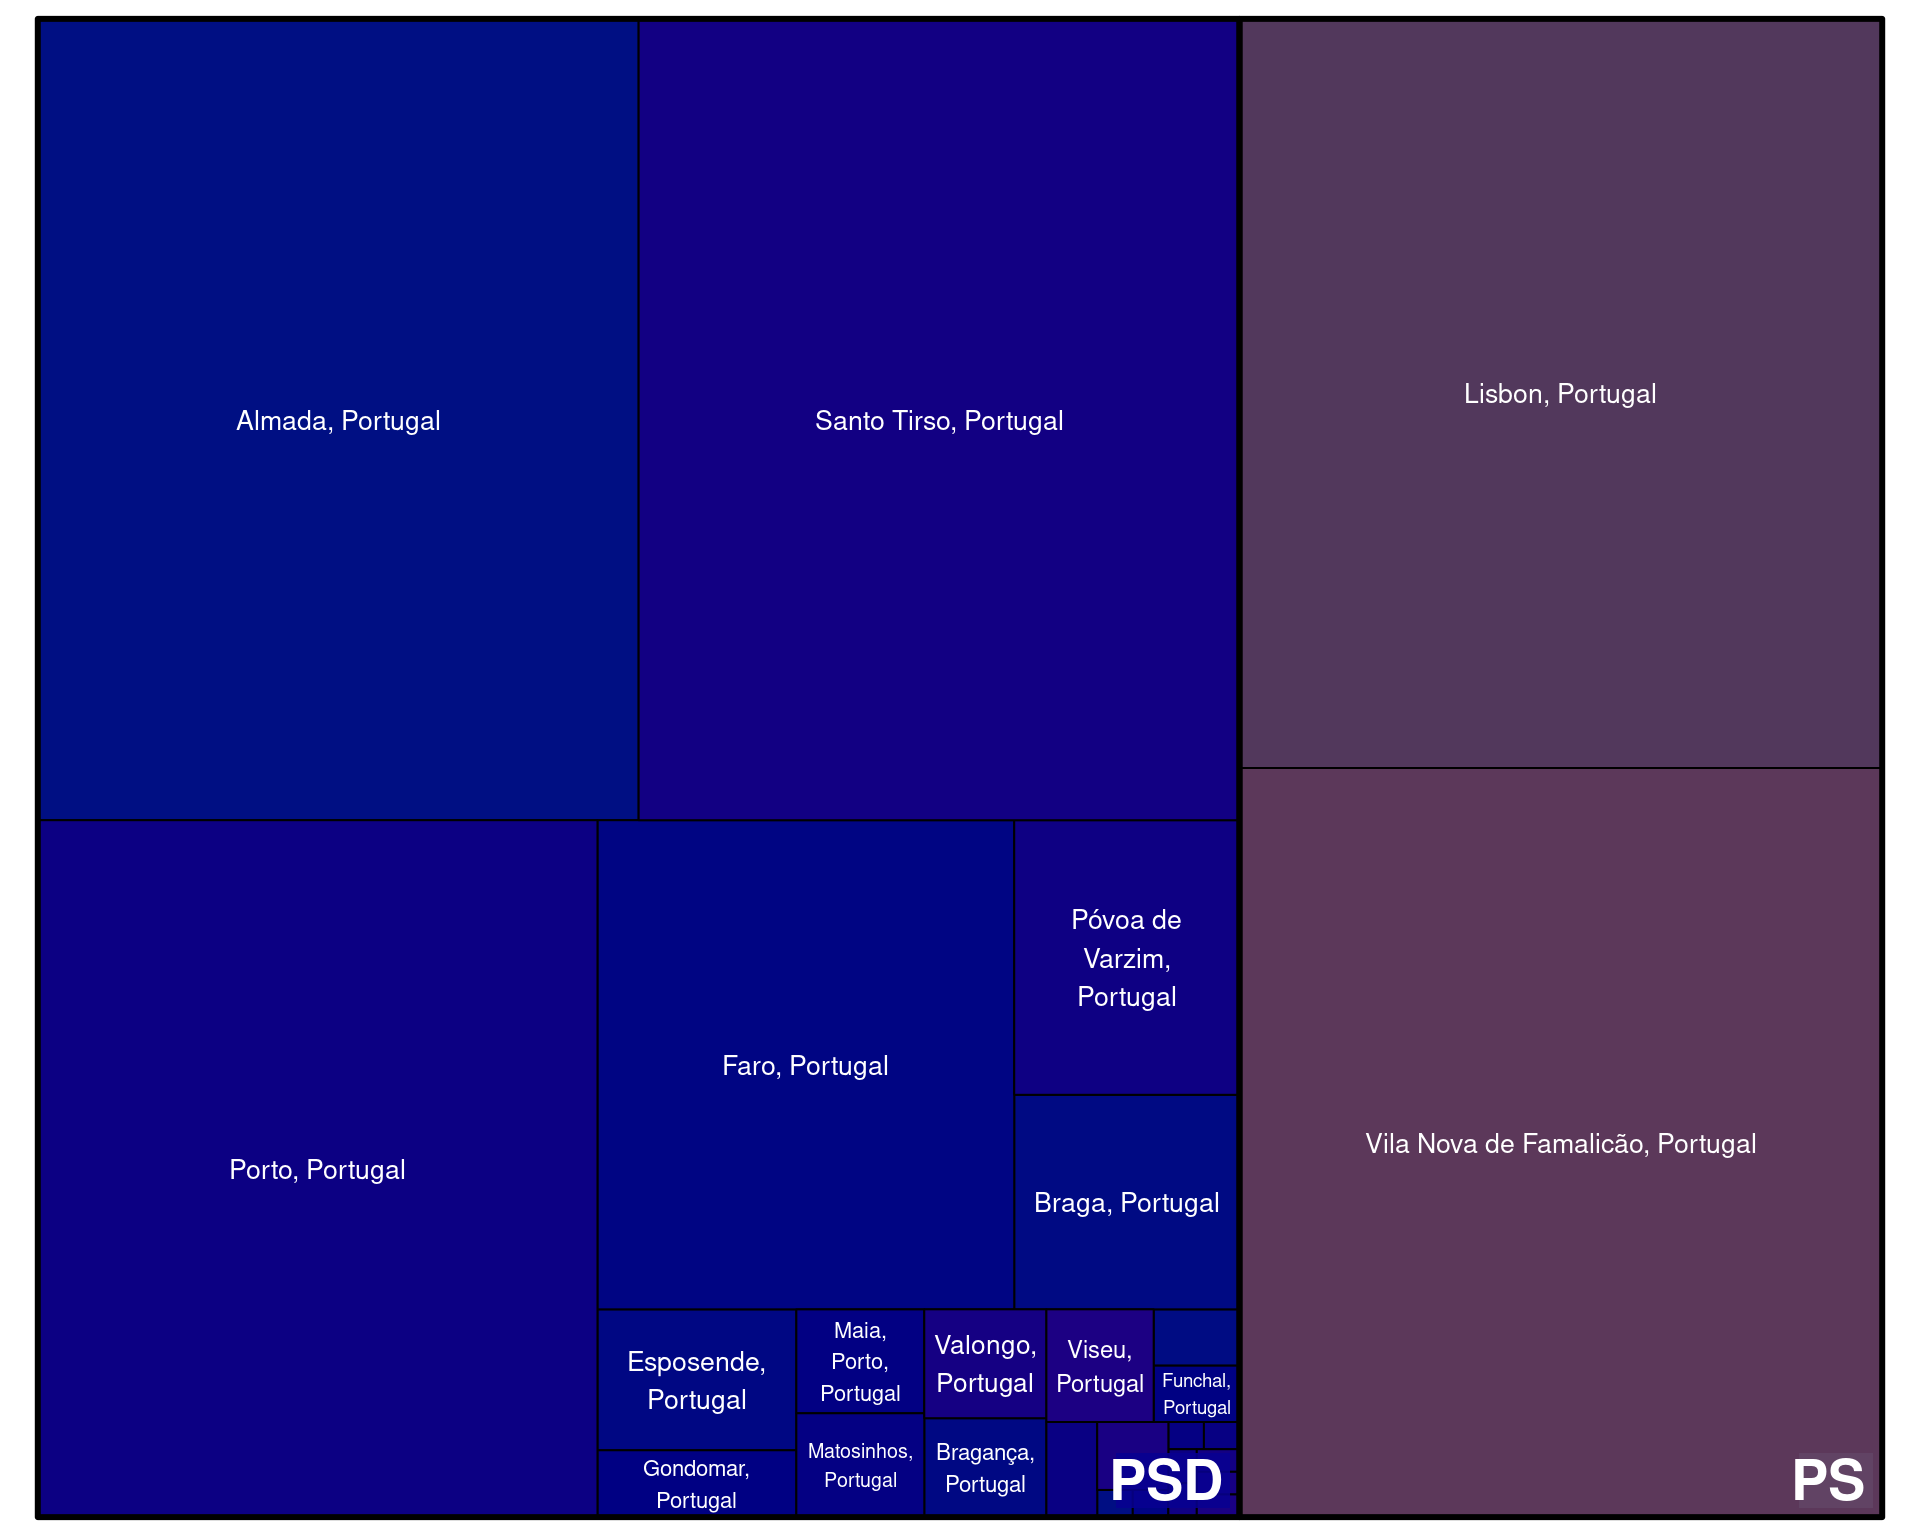 Almada, Portugal
Santo Tirso, Portugal
Lisbon, Portugal
Porto, Portugal
Faro, Portugal
Póvoa de
Varzim,
Portugal
Braga, Portugal
Vila Nova de Famalicão, Portugal
Esposende,
Portugal
Gondomar,
Portugal
Maia,
Porto,
Portugal
Matosinhos,
Portugal
Valongo,
Portugal
Bragança,
Portugal
Viseu,
Portugal
Funchal,
Portugal
PSD
PS